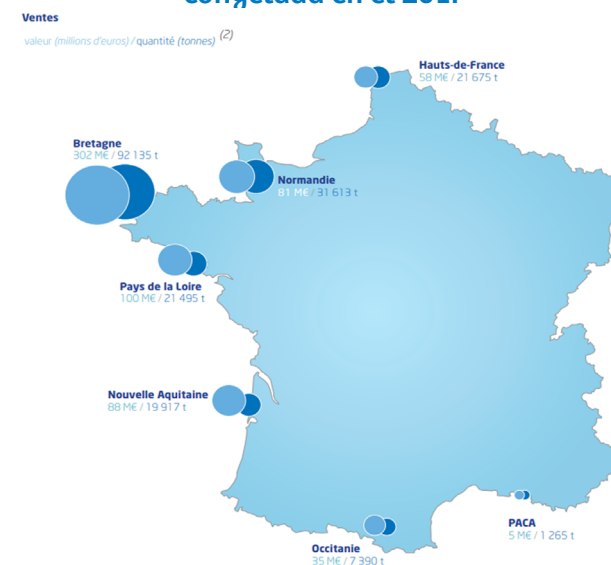 Ventes
valeur (millions d'euros) / quantité (tonnes) (2)
Hauts-de-France
58 M€ / 21 675 t
Bretagne
302 M€ / 92 135 t
Normandie
81 M€ / 31 613 t
Pays de la Loire
100 M€ / 21 495 t
Nouvelle Aquitaine
88 M€ / 19 917 t
PACA
5 M€ / 1 265 t
Occitanie
35 M€ / 7 390 t